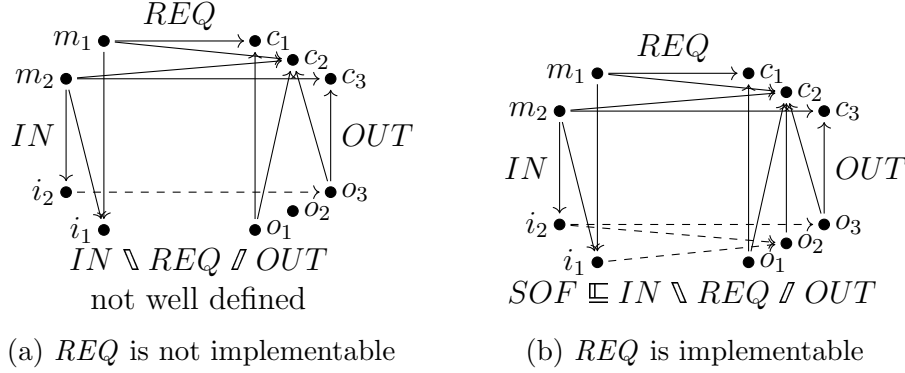 REQ
m₁ c₁
c₂
m₂ c₃
IN OUT
i₂ o₃
o₂
i₁ o₁
IN ⑊ REQ ⫽ OUT
not well defined
(a) REQ is not implementable
REQ
m₁ c₁
c₂
m₂ c₃
IN OUT
i₂ o₃
o₂
i₁ o₁
SOF ⊑ IN ⑊ REQ ⫽ OUT
(b) REQ is implementable